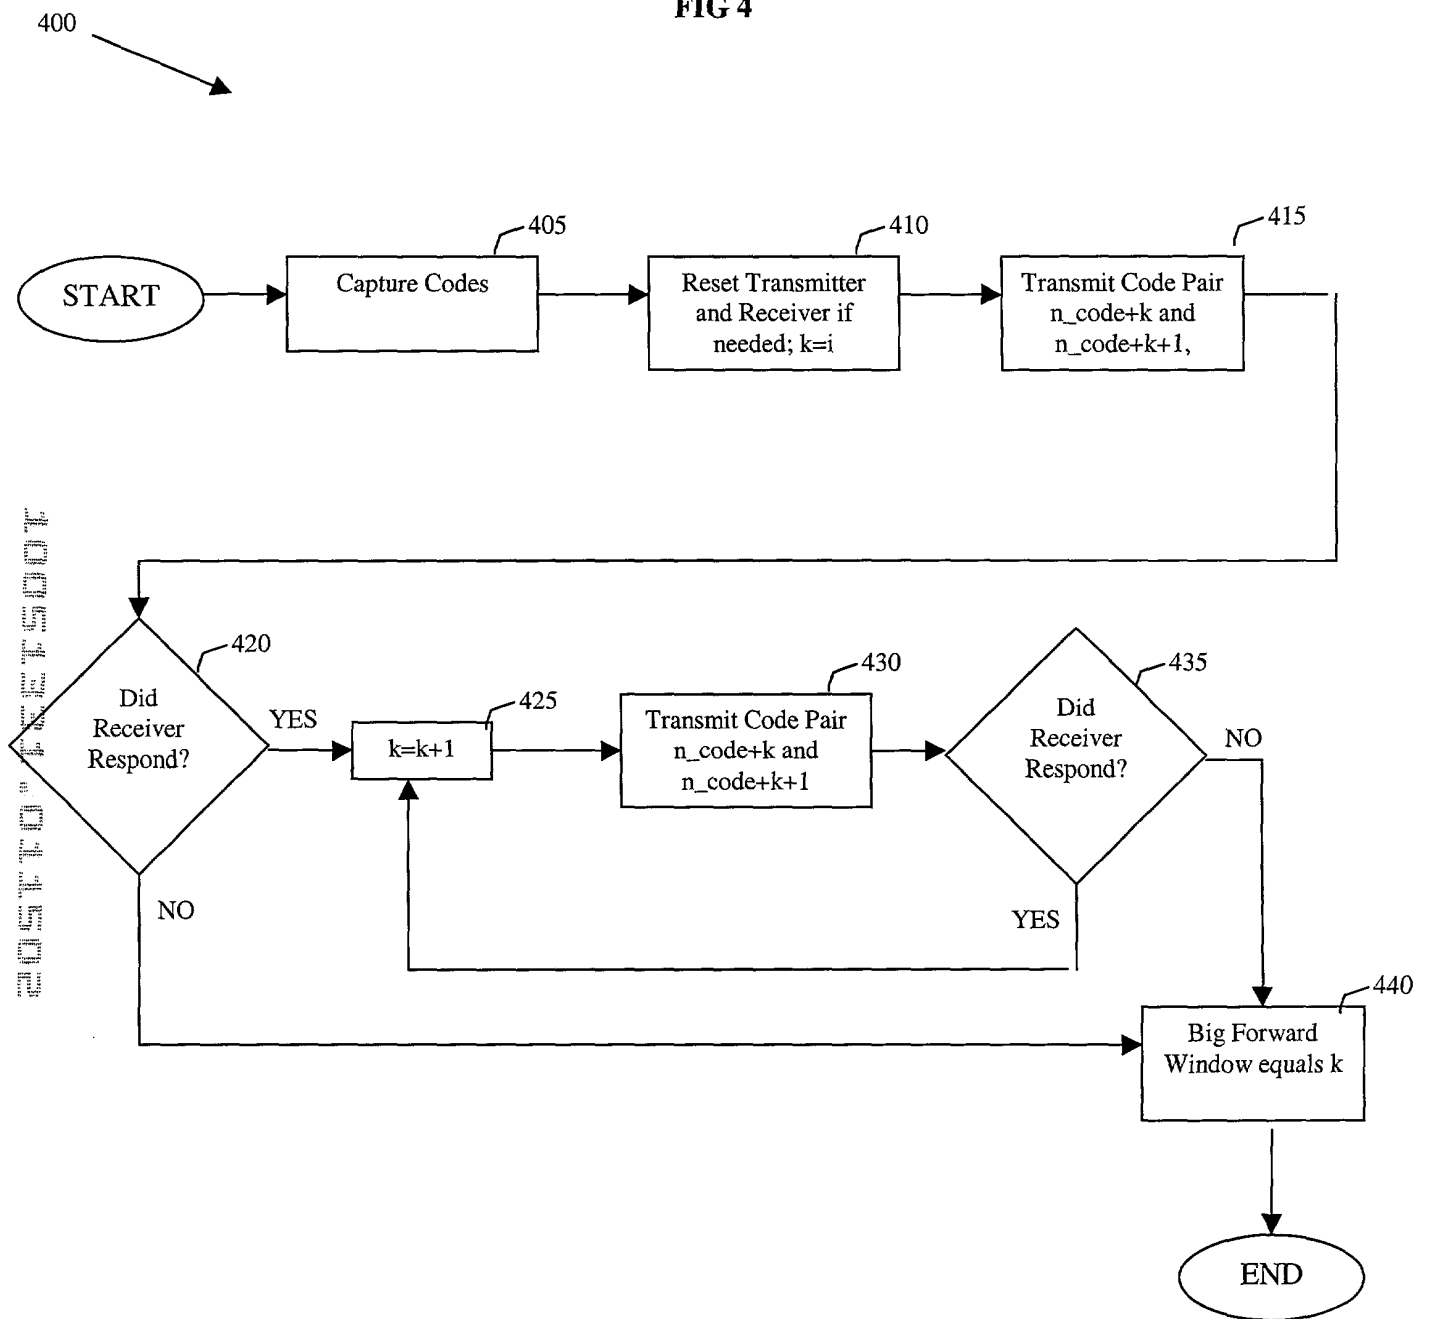 FIG 4
400
405
410
415
START
Capture Codes
Reset Transmitter
and Receiver if
needed; k=i
Transmit Code Pair
n_code+k and
n_code+k+1,
420
Did
Receiver
Respond?
YES
NO
425
k=k+1
430
Transmit Code Pair
n_code+k and
n_code+k+1
435
Did
Receiver
Respond?
NO
YES
440
Big Forward
Window equals k
END